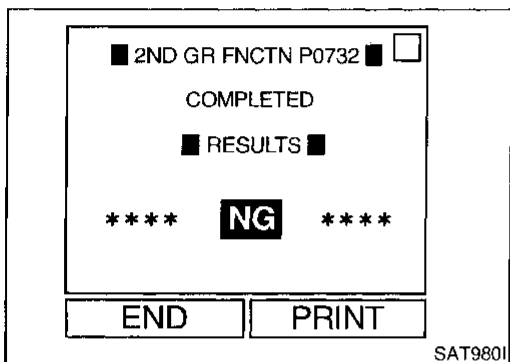 2ND GR FNCTN P0732
COMPLETED
RESULTS
**** NG ****
END PRINT
SAT980I